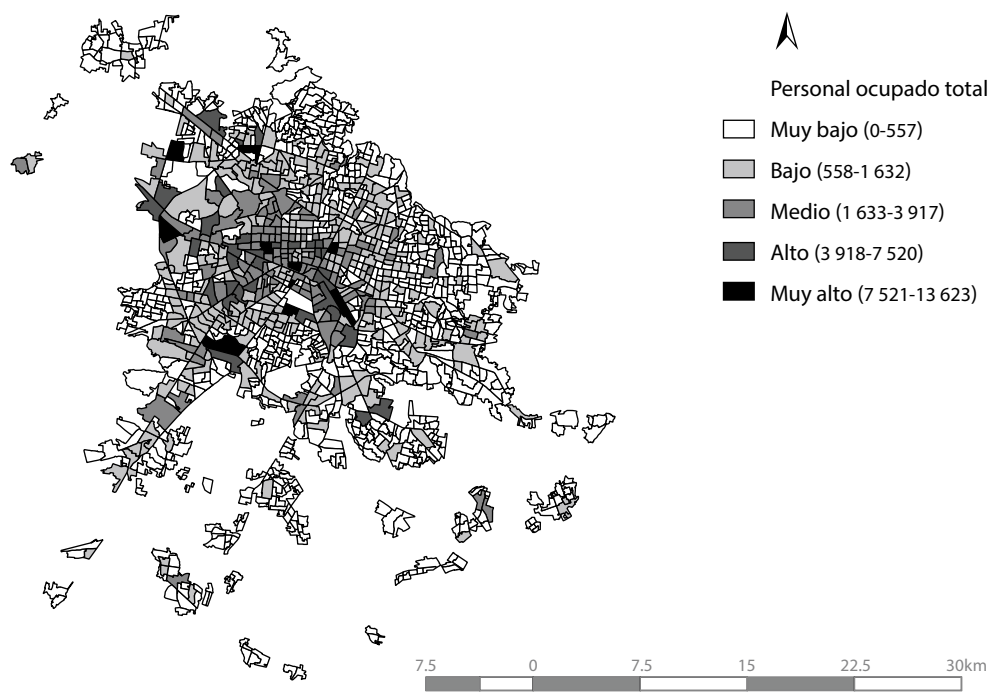 Personal ocupado total
Muy bajo (0-557)
Bajo (558-1 632)
Medio (1 633-3 917)
Alto (3 918-7 520)
Muy alto (7 521-13 623)
7.5 0 7.5 15 22.5 30km